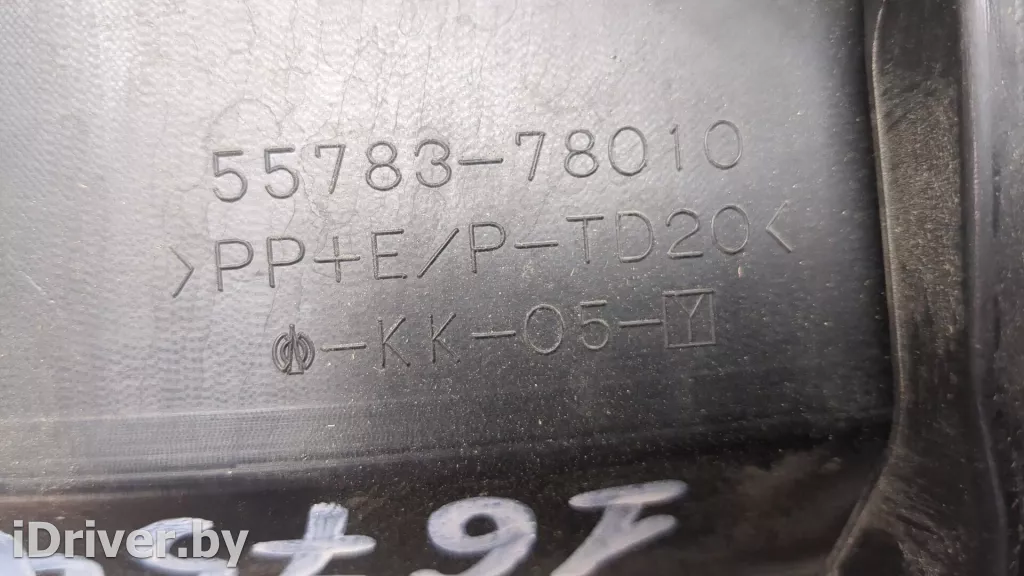 55783-78010
>PP+E/P-TD20<
-KK-05-Y
iDriver.by